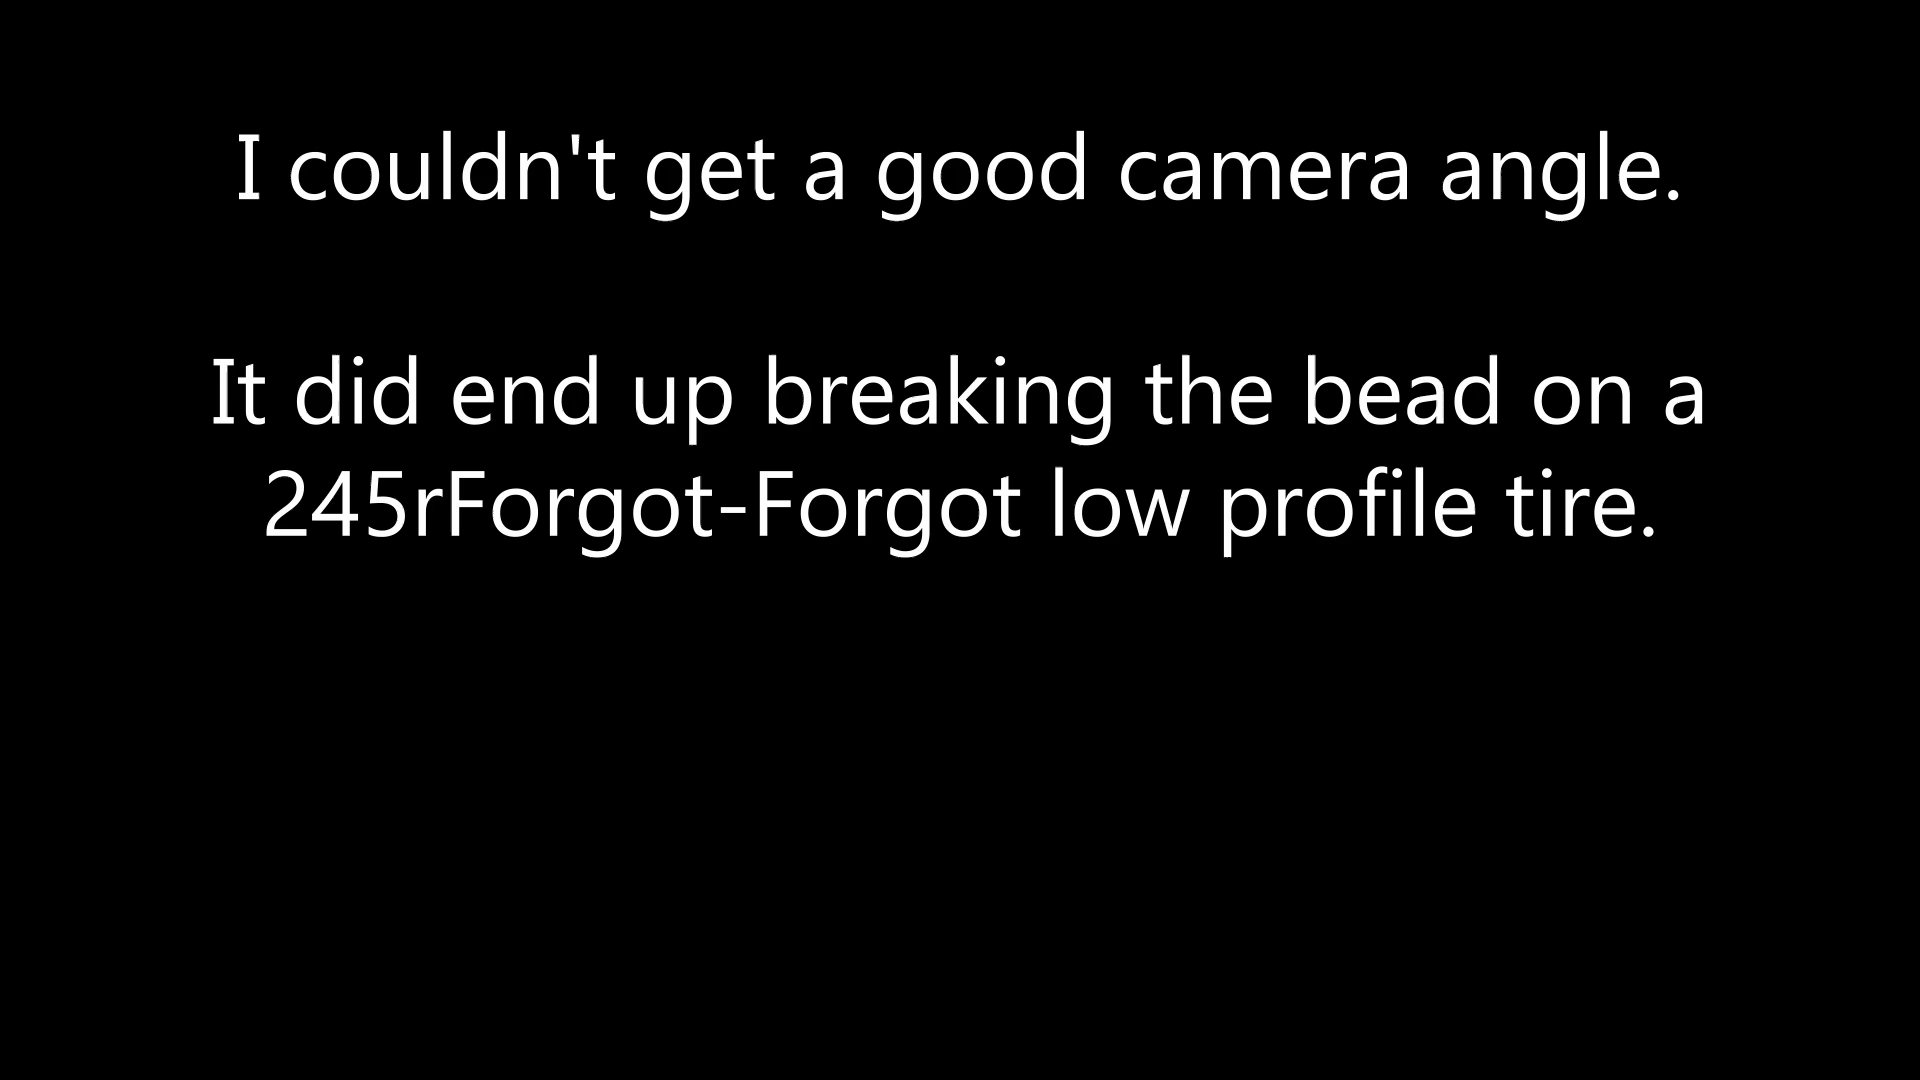 I couldn't get a good camera angle.
It did end up breaking the bead on a
245rForgot-Forgot low profile tire.